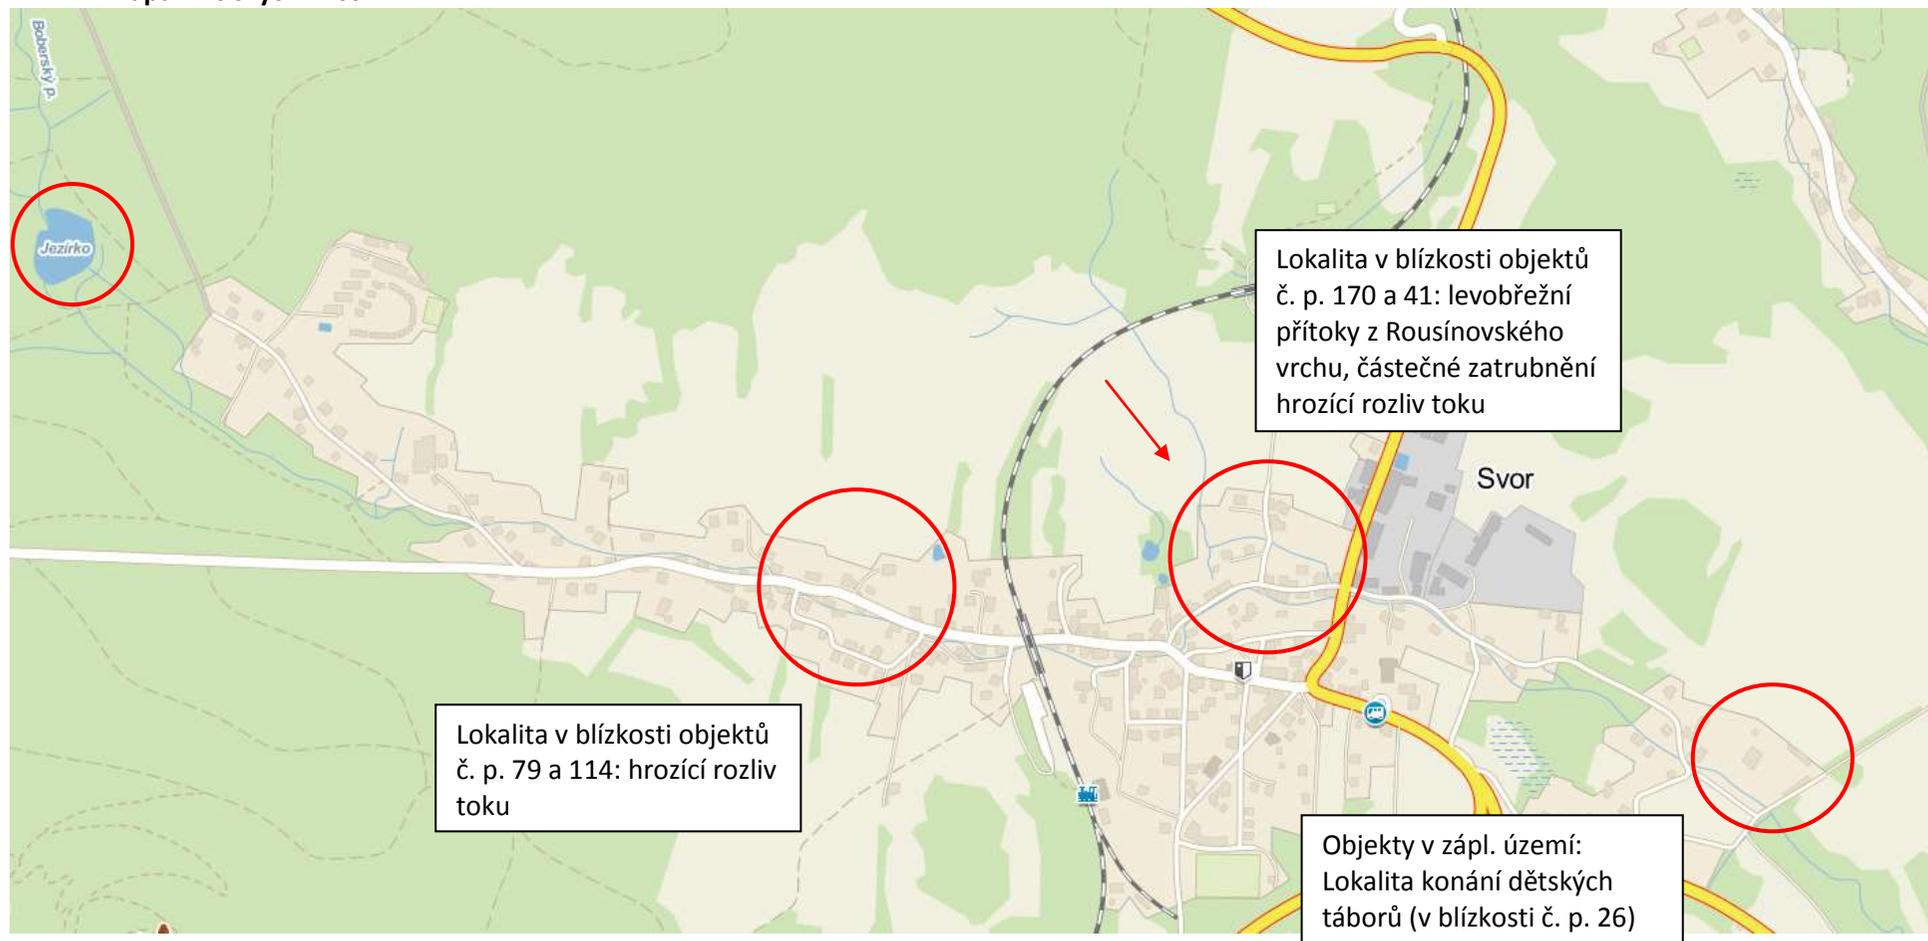 Boberský p.
Jezírko
Lokalita v blízkosti objektů
č. p. 170 a 41: levobřežní
přítoky z Rousínovského
vrchu, částečné zatrubnění
hrozící rozliv toku
Svor
Lokalita v blízkosti objektů
č. p. 79 a 114: hrozící rozliv
toku
Objekty v zápl. území:
Lokalita konání dětských
táborů (v blízkosti č. p. 26)